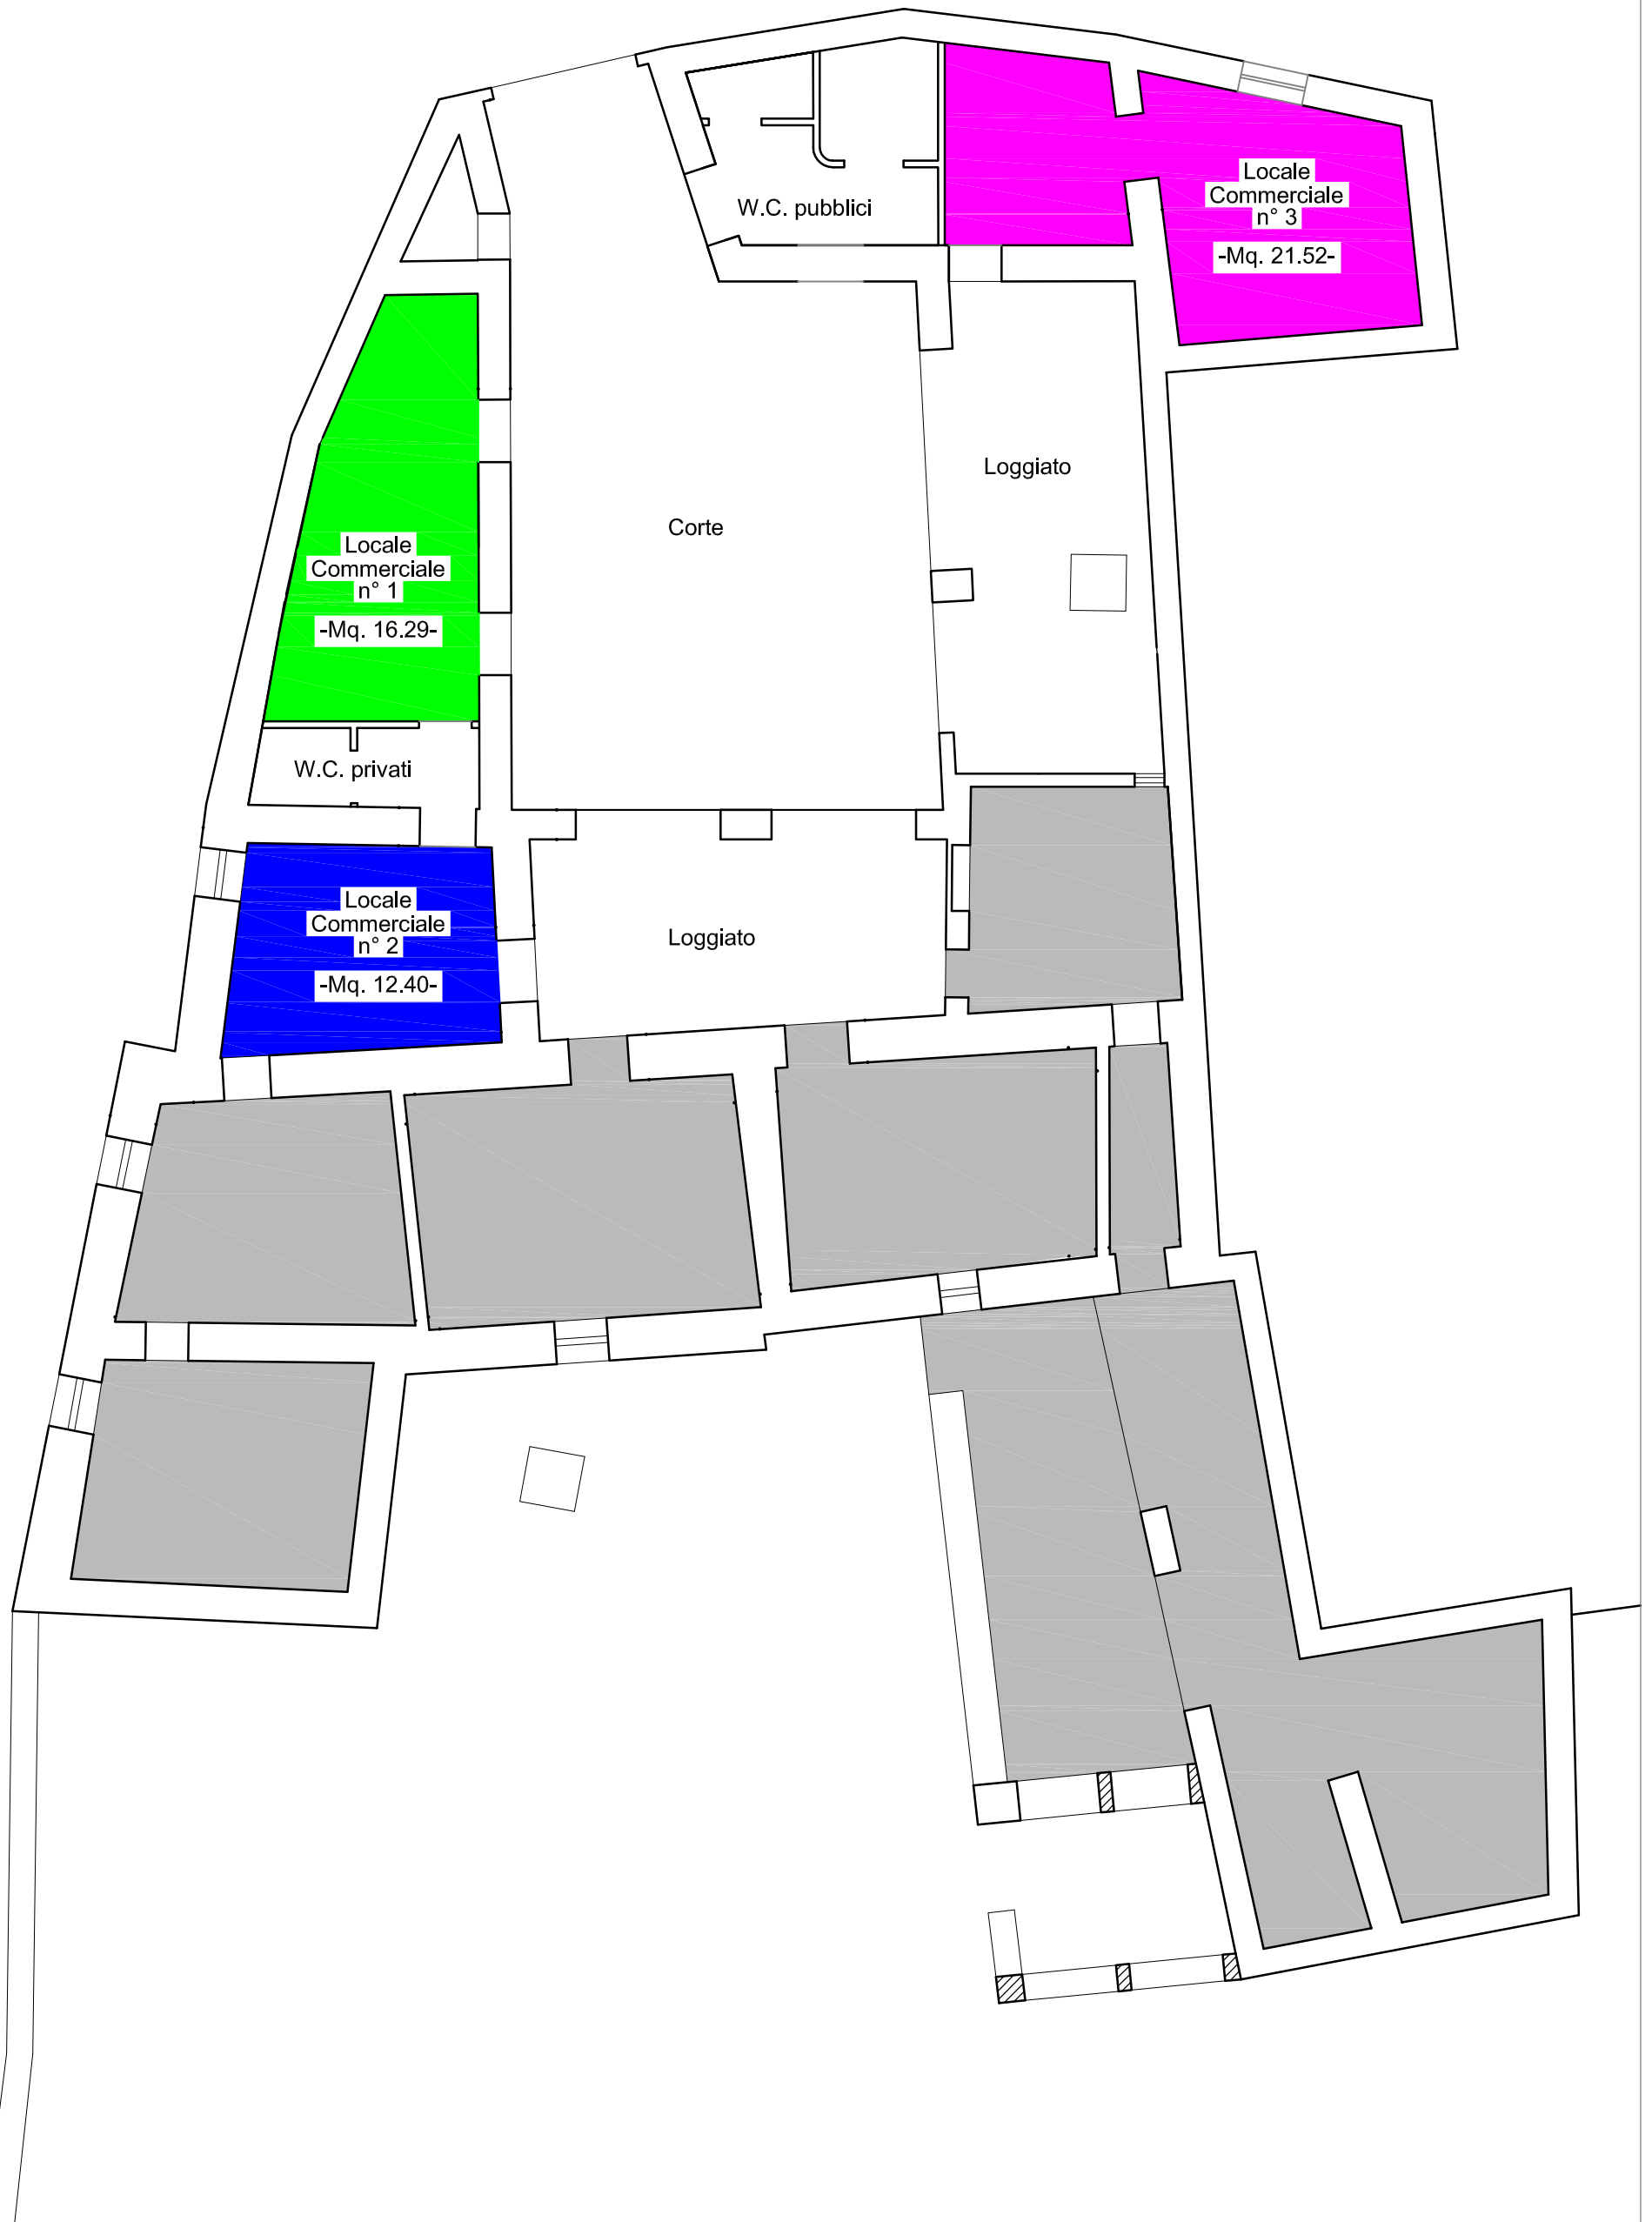 W.C. pubblici
Locale
Commerciale
n° 3
-Mq. 21.52-
Loggiato
Corte
Locale
Commerciale
n° 1
-Mq. 16.29-
W.C. privati
Locale
Commerciale
n° 2
-Mq. 12.40-
Loggiato